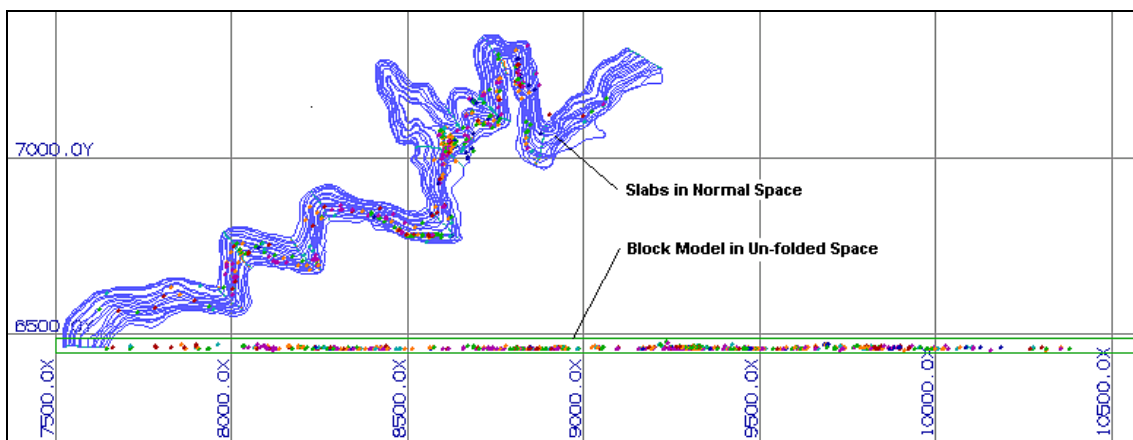 7000.0Y
Slabs in Normal Space
Block Model in Un-folded Space
6500.0Y
7500.0X
8000.0X
8500.0X
9000.0X
9500.0X
10000.0X
10500.0X